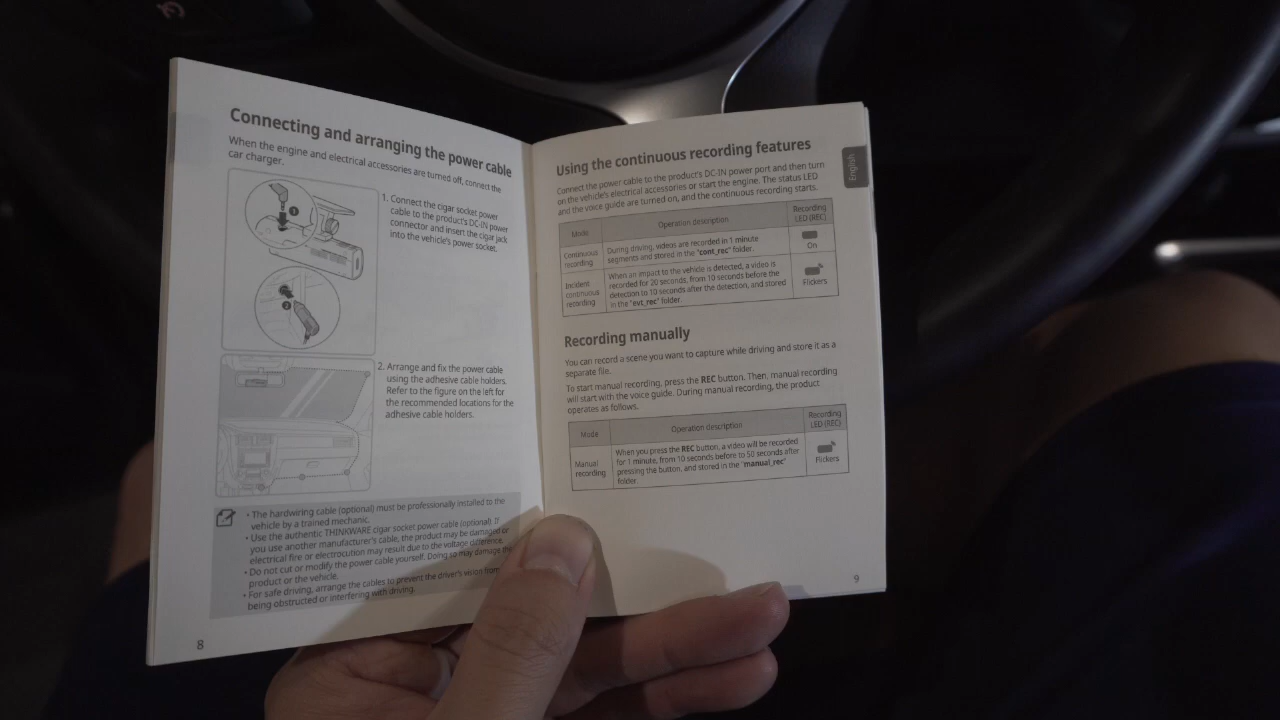 Connecting and arranging the power cable
When the engine and electrical accessories are turned off, connect the
car charger.
1
2
1. Connect the cigar socket power
cable to the product's DC-IN power
connector and insert the cigar jack
into the vehicle's power socket.
2. Arrange and fix the power cable
using the adhesive cable holders.
Refer to the figure on the left for
the recommended locations for the
adhesive cable holders.
• The hardwiring cable (optional) must be professionally installed to the
vehicle by a trained mechanic.
• Use the authentic THINKWARE cigar socket power cable (optional). If
you use another manufacturer's cable, the product may be damaged or
electrical fire or electrocution may result due to the voltage difference.
• Do not cut or modify the power cable yourself. Doing so may damage the
product or the vehicle.
• For safe driving, arrange the cables to prevent the driver's vision from
being obstructed or interfering with driving.
8
Using the continuous recording features
English
Connect the power cable to the product's DC-IN power port and then turn
on the vehicle's electrical accessories or start the engine. The status LED
and the voice guide are turned on, and the continuous recording starts.
Mode Operation description Recording
LED (REC)
Continuous
recording
During driving, videos are recorded in 1 minute
segments and stored in the "cont_rec" folder.
On
Incident
continuous
recording
When an impact to the vehicle is detected, a video is
recorded for 20 seconds, from 10 seconds before the
detection to 10 seconds after the detection, and stored
in the "evt_rec" folder.
Flickers
Recording manually
You can record a scene you want to capture while driving and store it as a
separate file.
To start manual recording, press the REC button. Then, manual recording
will start with the voice guide. During manual recording, the product
operates as follows.
Mode Operation description Recording
LED (REC)
Manual
recording
When you press the REC button, a video will be recorded
for 1 minute, from 10 seconds before to 50 seconds after
pressing the button, and stored in the "manual_rec"
folder.
Flickers
9